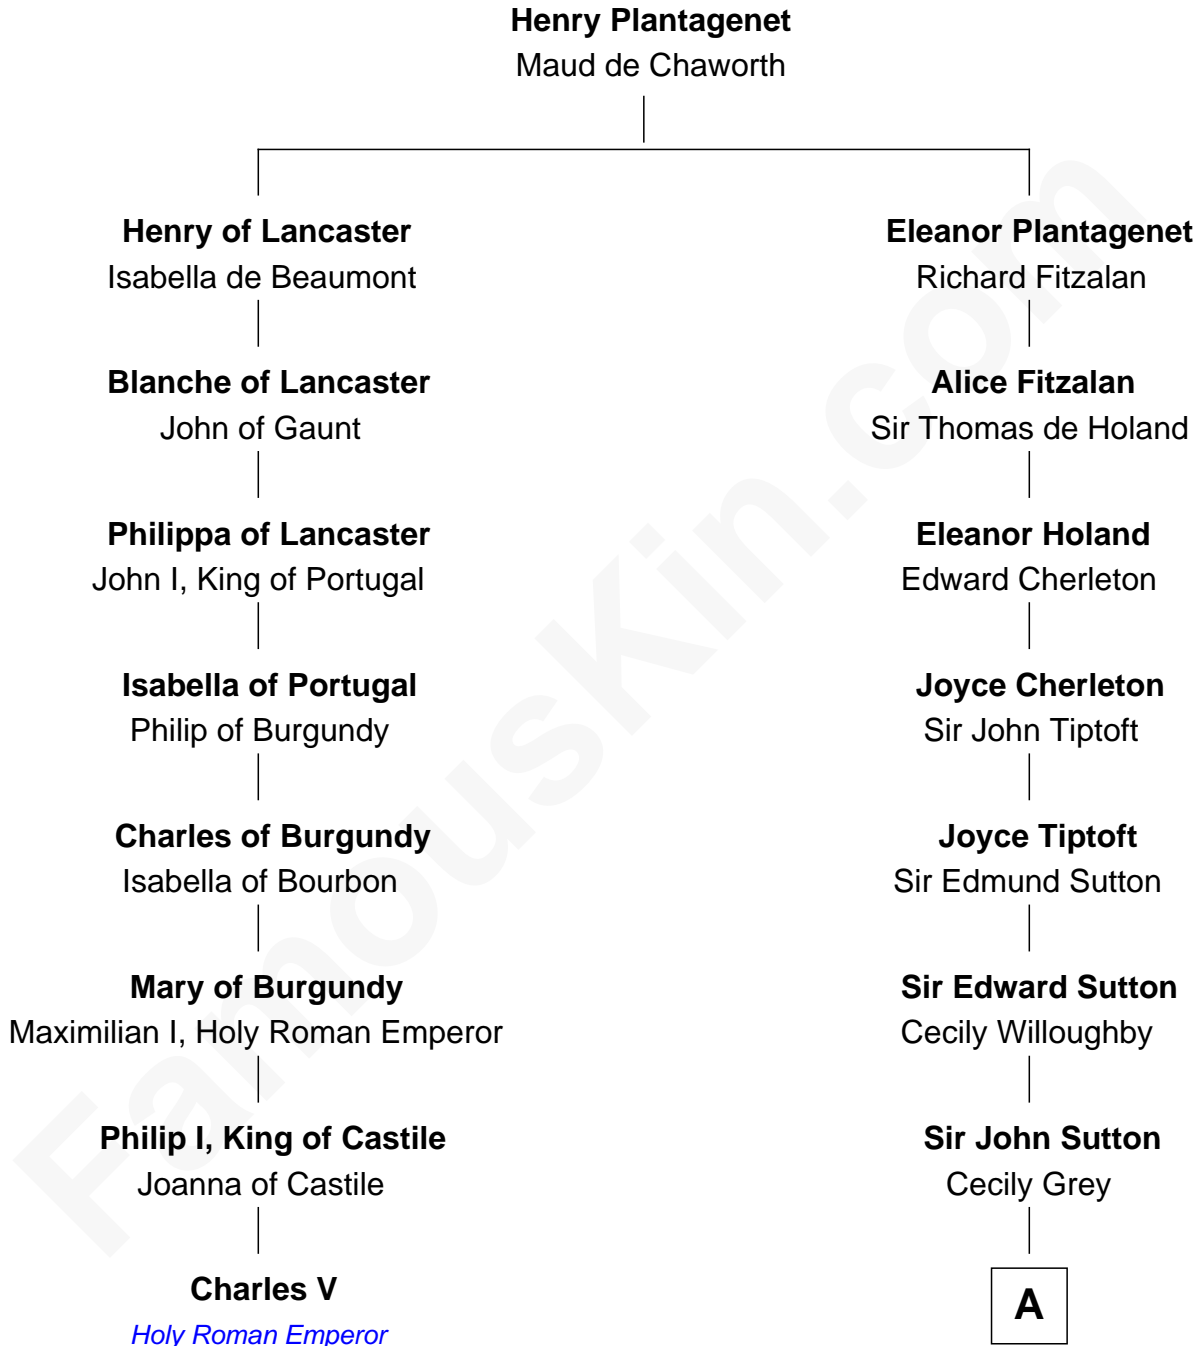 Henry Plantagenet
Maud de Chaworth
Henry of Lancaster
Isabella de Beaumont
Eleanor Plantagenet
Richard Fitzalan
Blanche of Lancaster
John of Gaunt
Alice Fitzalan
Sir Thomas de Holand
Philippa of Lancaster
John I, King of Portugal
Eleanor Holand
Edward Cherleton
Isabella of Portugal
Philip of Burgundy
Joyce Cherleton
Sir John Tiptoft
Charles of Burgundy
Isabella of Bourbon
Joyce Tiptoft
Sir Edmund Sutton
Mary of Burgundy
Maximilian I, Holy Roman Emperor
Sir Edward Sutton
Cecily Willoughby
Philip I, King of Castile
Joanna of Castile
Sir John Sutton
Cecily Grey
Charles V
Holy Roman Emperor
A
FamousKin.com